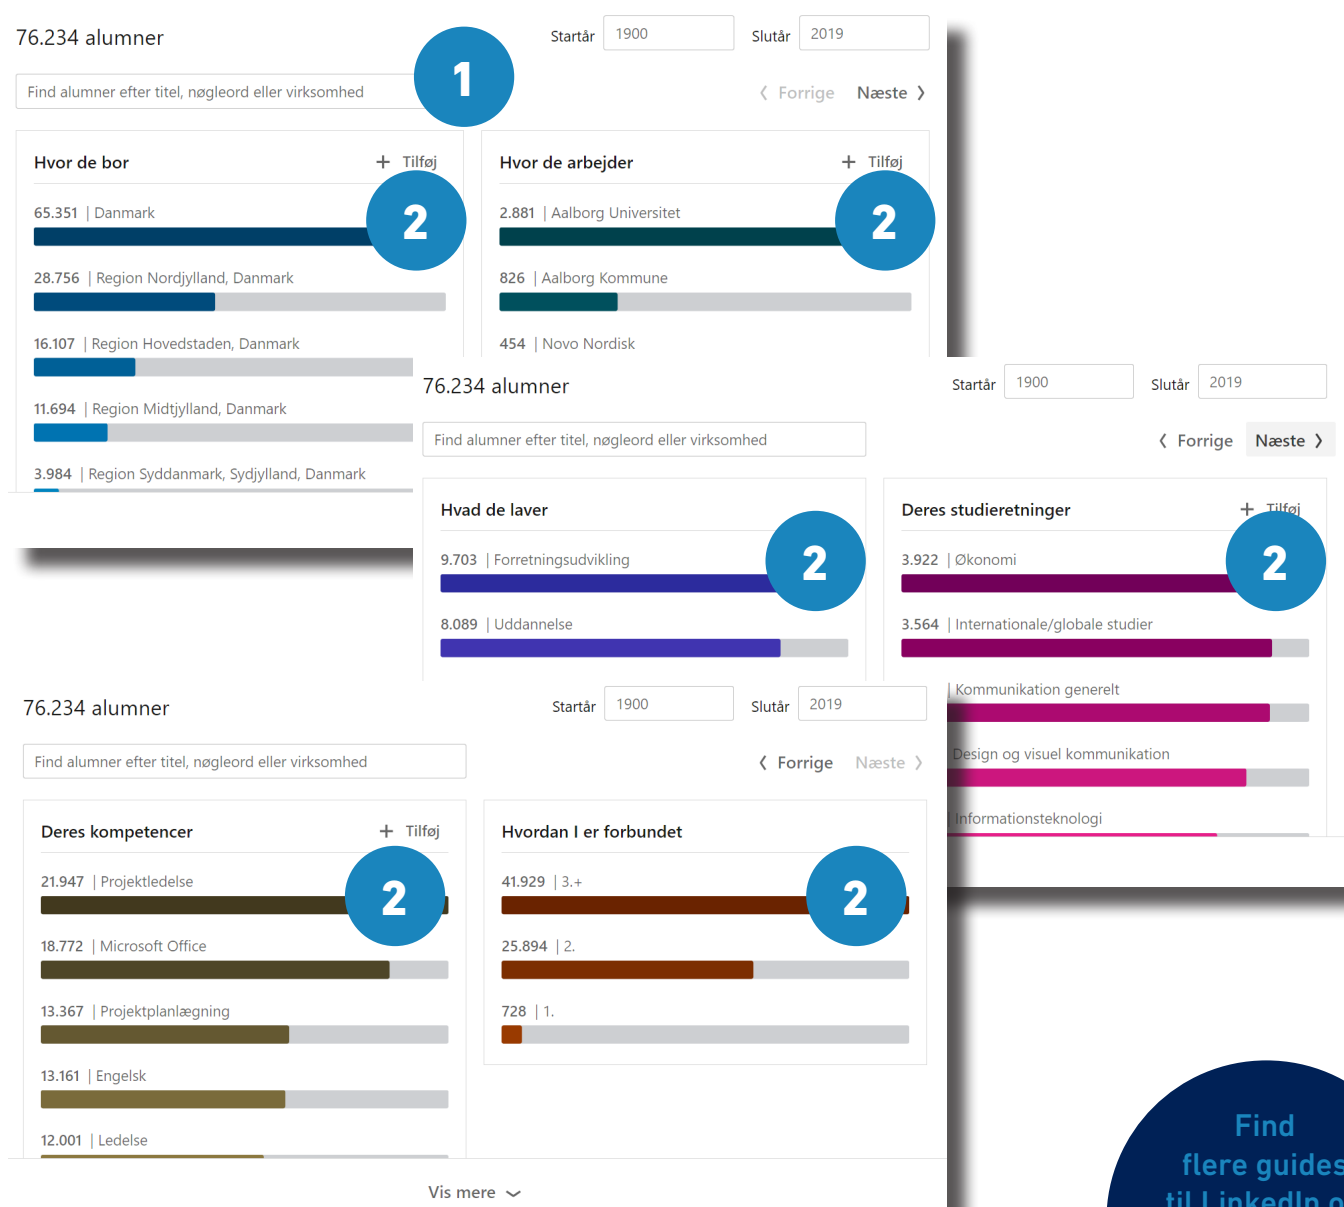 76.234 alumner
Startår 1900 Slutår 2019
Find alumner efter titel, nøgleord eller virksomhed
1
Forrige Næste
Hvor de bor
+ Tilføj
2
65.351 | Danmark
28.756 | Region Nordjylland, Danmark
16.107 | Region Hovedstaden, Danmark
11.694 | Region Midtjylland, Danmark
3.984 | Region Syddanmark, Sydjylland, Danmark
Hvor de arbejder
+ Tilføj
2
2.881 | Aalborg Universitet
826 | Aalborg Kommune
454 | Novo Nordisk
76.234 alumner
Startår 1900 Slutår 2019
Find alumner efter titel, nøgleord eller virksomhed
Forrige Næste
Hvad de laver
2
9.703 | Forretningsudvikling
8.089 | Uddannelse
Deres studieretninger
+ Tilføj
2
3.922 | Økonomi
3.564 | Internationale/globale studier
| Kommunikation generelt
Design og visuel kommunikation
| Informationsteknologi
76.234 alumner
Startår 1900 Slutår 2019
Find alumner efter titel, nøgleord eller virksomhed
Forrige Næste
Deres kompetencer
+ Tilføj
2
21.947 | Projektledelse
18.772 | Microsoft Office
13.367 | Projektplanlægning
13.161 | Engelsk
12.001 | Ledelse
Hvordan I er forbundet
2
41.929 | 3.+
25.894 | 2.
728 | 1.
Vis mere
Find
flere guides
til LinkedIn